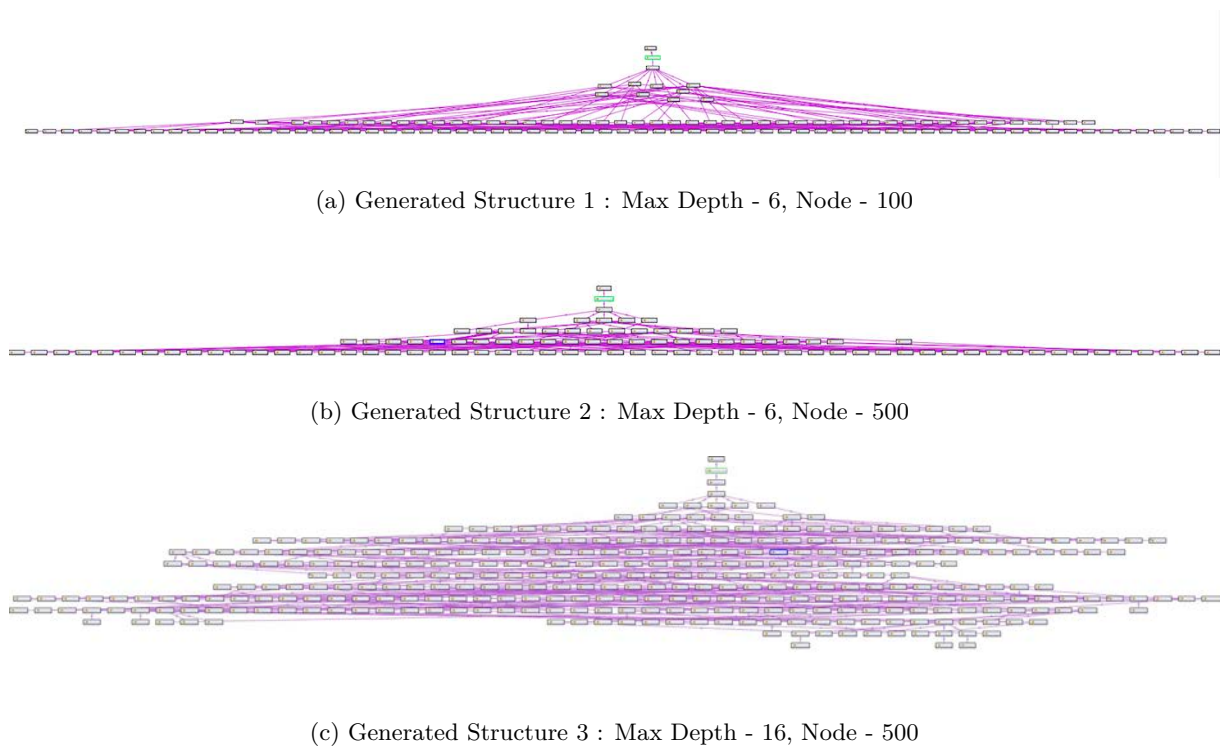 (a) Generated Structure 1 : Max Depth - 6, Node - 100
(b) Generated Structure 2 : Max Depth - 6, Node - 500
(c) Generated Structure 3 : Max Depth - 16, Node - 500